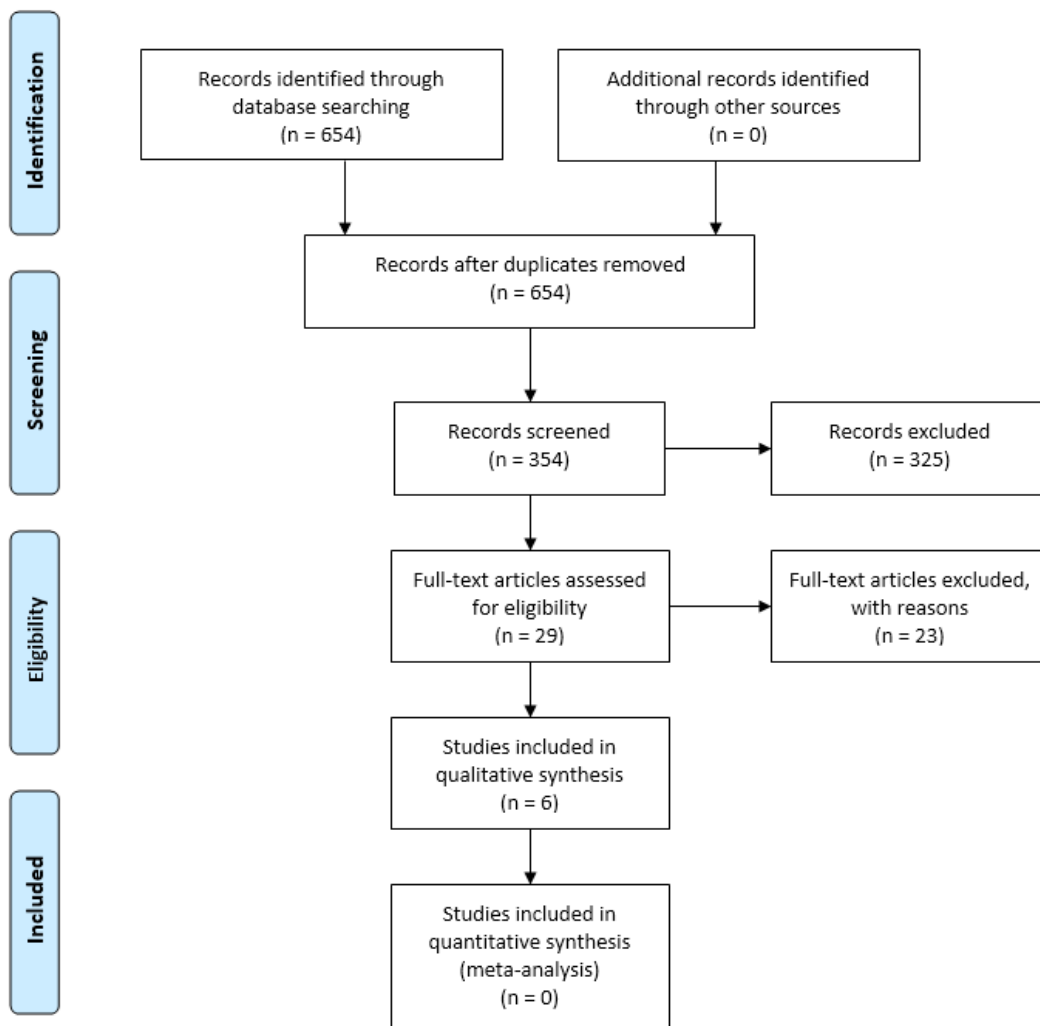 Identification
Records identified through
database searching
(n = 654)
Additional records identified
through other sources
(n = 0)
Screening
Records after duplicates removed
(n = 654)
Records screened
(n = 354)
Records excluded
(n = 325)
Eligibility
Full-text articles assessed
for eligibility
(n = 29)
Full-text articles excluded,
with reasons
(n = 23)
Studies included in
qualitative synthesis
(n = 6)
Included
Studies included in
quantitative synthesis
(meta-analysis)
(n = 0)